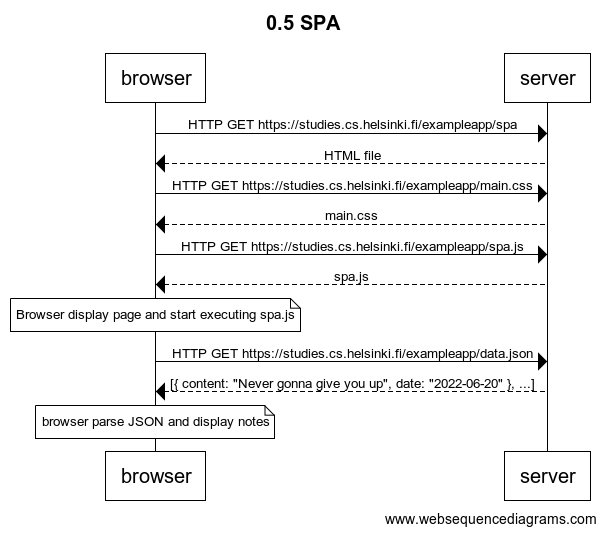 0.5 SPA
browser
server
HTTP GET https://studies.cs.helsinki.fi/exampleapp/spa
HTML file
HTTP GET https://studies.cs.helsinki.fi/exampleapp/main.css
main.css
HTTP GET https://studies.cs.helsinki.fi/exampleapp/spa.js
spa.js
Browser display page and start executing spa.js
HTTP GET https://studies.cs.helsinki.fi/exampleapp/data.json
[{ content: "Never gonna give you up", date: "2022-06-20" }, ...]
browser parse JSON and display notes
browser
server
www.websequencediagrams.com